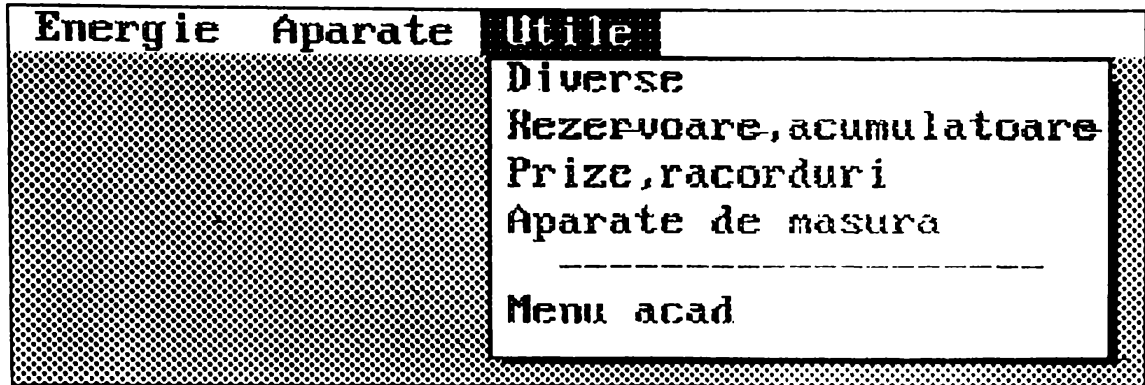 Energie Aparate Utile
Diverse
Rezervoare,acumulatoare
Prize,racorduri
Aparate de masura
Menu acad